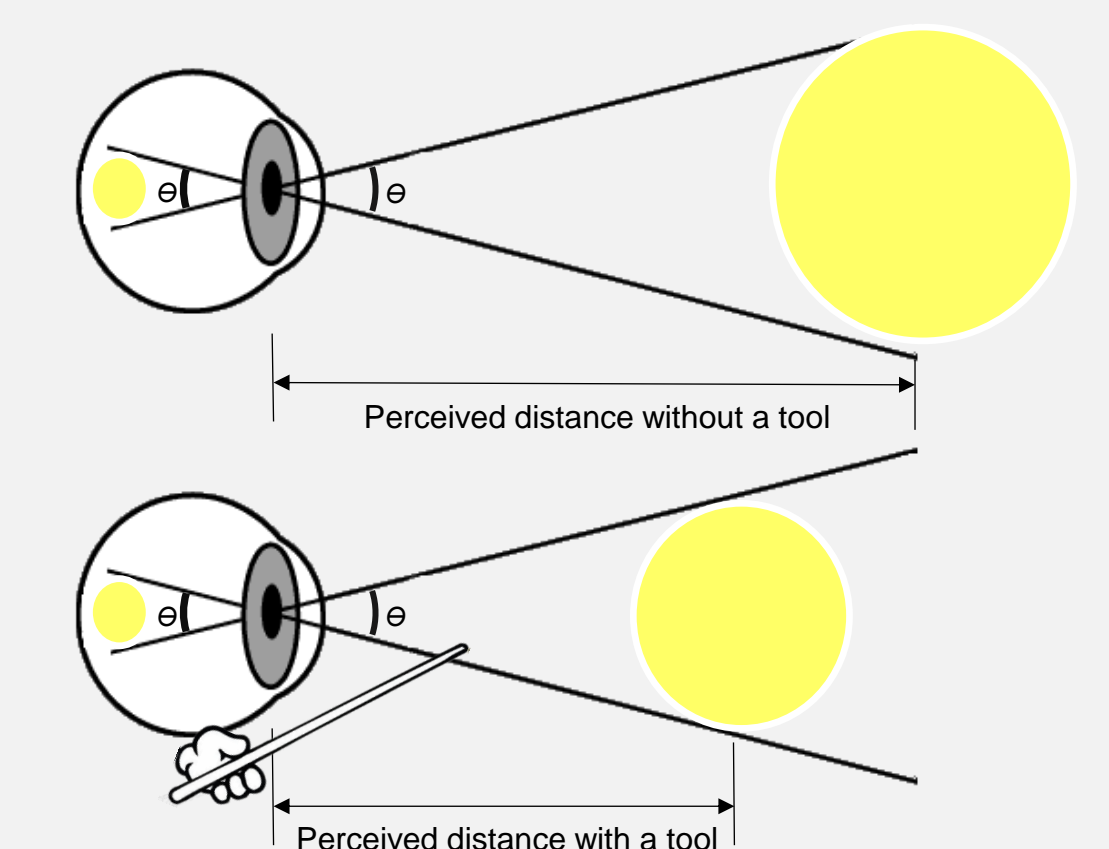 ϴ ϴ
Perceived distance without a tool
ϴ ϴ
Perceived distance with a tool